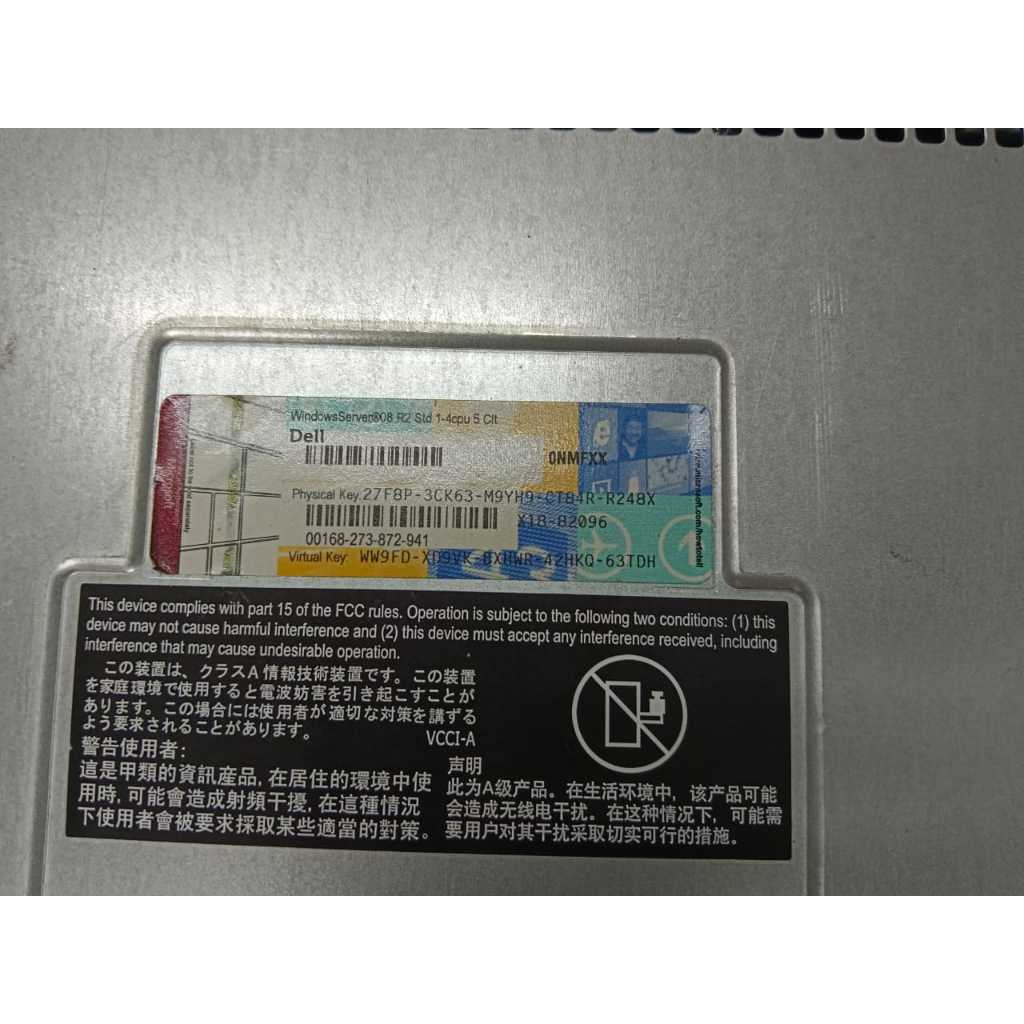 WindowsServer®08 R2 Std 1-4cpu 5 Clt
Dell
0NMFXX
Physical Key: 27F8P-3CK63-M9YH9-CT84R-R248X
X18-82096
00168-273-872-941
Virtual Key: WW9FD-XD9VK-8XHWR-42HKQ-63TDH
This device complies with part 15 of the FCC rules. Operation is subject to the following two conditions: (1) this
device may not cause harmful interference and (2) this device must accept any interference received, including
interference that may cause undesirable operation.
この装置は、クラスA 情報技術装置です。この装置
を家庭環境で使用すると電波妨害を引き起こすことが
あります。この場合には使用者が適切な対策を講ずる
よう要求されることがあります。
VCCI-A
警告使用者:
這是甲類的資訊産品, 在居住的環境中使
用時, 可能會造成射頻干擾, 在這種情況
下使用者會被要求採取某些適當的對策。
声明
此为A级产品。在生活环境中，该产品可能
会造成无线电干扰。在这种情况下，可能需
要用户对其干扰采取切实可行的措施。